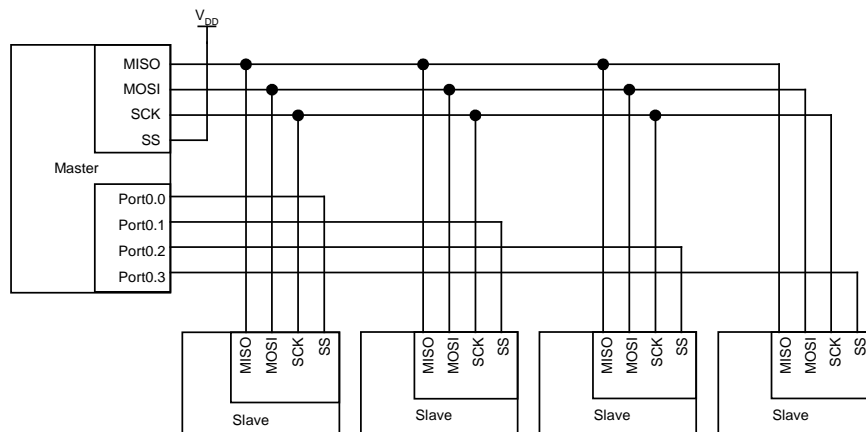 V_DD
MISO
MOSI
SCK
SS
Master
Port0.0
Port0.1
Port0.2
Port0.3
MISO MOSI SCK SS
MISO MOSI SCK SS
MISO MOSI SCK SS
MISO MOSI SCK SS
Slave
Slave
Slave
Slave